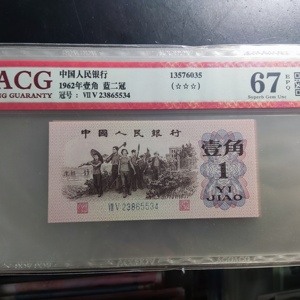 ACG
NG GUARANTY
中国人民银行
1962年壹角 蓝二冠
冠号：VII V 23865534
13576035
(☆☆☆)
67 EPQ
Superb Gem Unc
中国人民银行
壹角
1
YI
JIAO
VII V 23865534